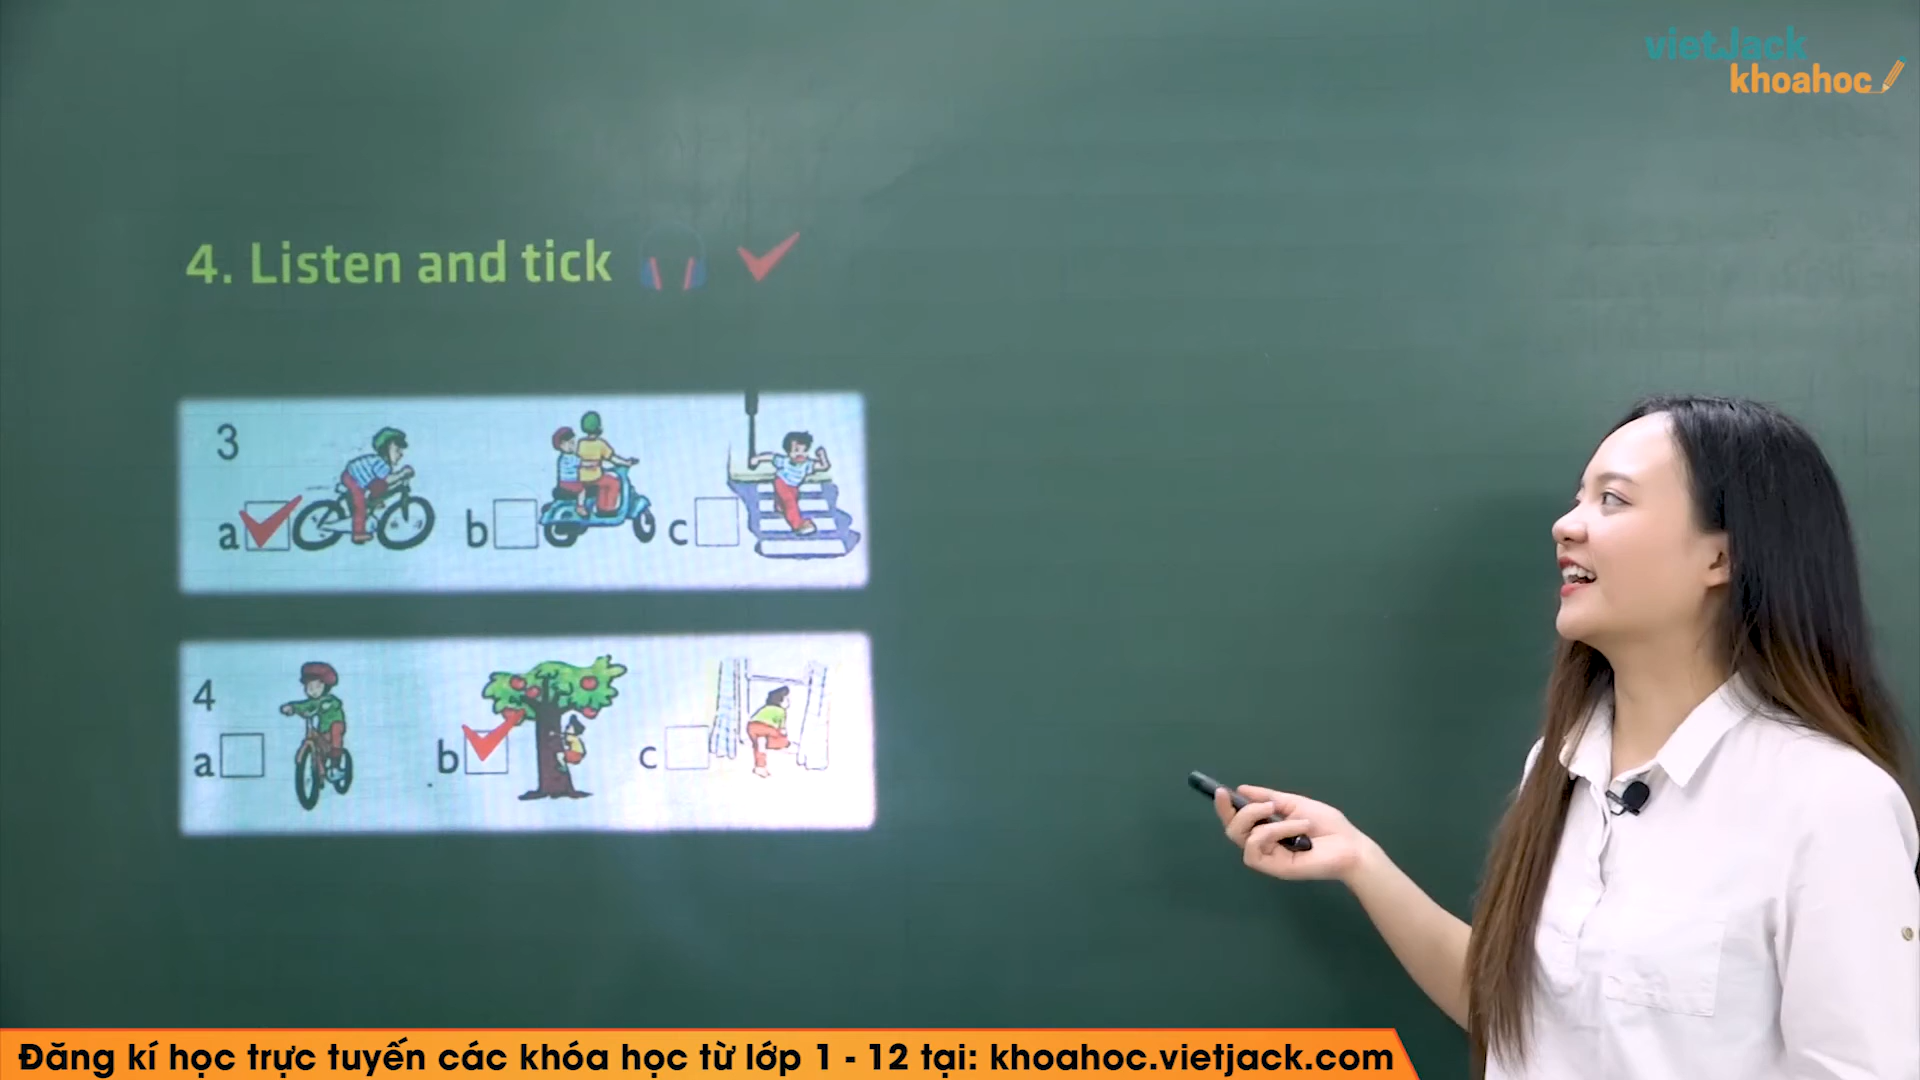 vietJack
khoahoc
4. Listen and tick
3
a b c
4
a b c
Đăng kí học trực tuyến các khóa học từ lớp 1 - 12 tại: khoahoc.vietjack.com